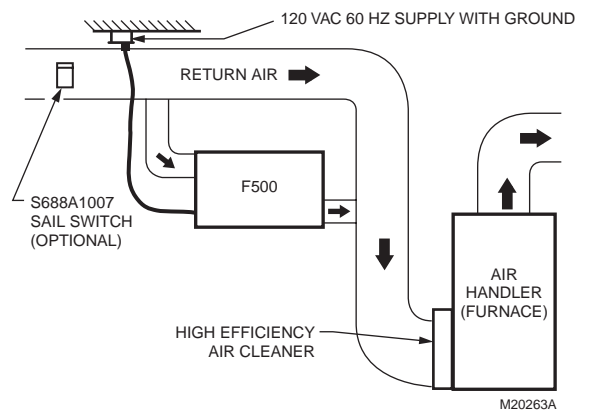 120 VAC 60 HZ SUPPLY WITH GROUND
RETURN AIR
F500
S688A1007
SAIL SWITCH
(OPTIONAL)
AIR
HANDLER
(FURNACE)
HIGH EFFICIENCY
AIR CLEANER
M20263A